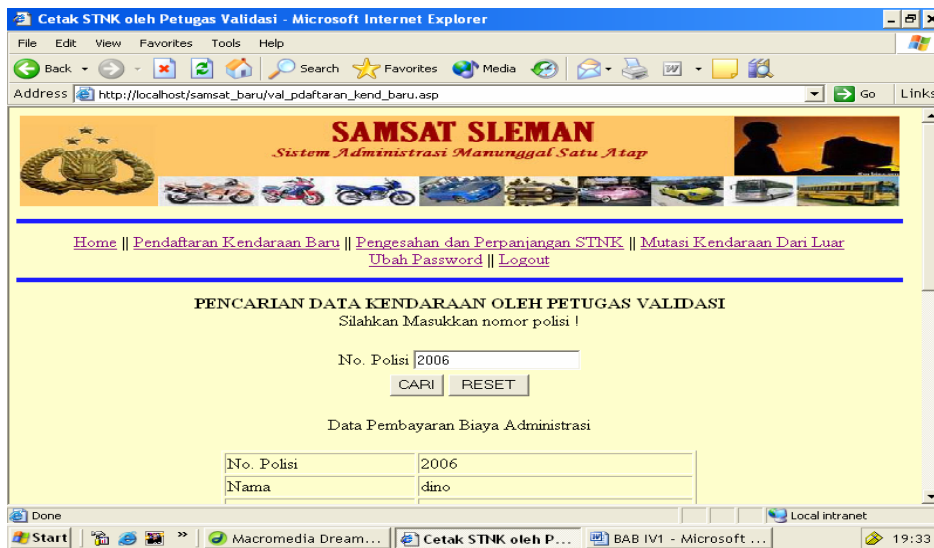 Cetak STNK oleh Petugas Validasi - Microsoft Internet Explorer
File Edit View Favorites Tools Help
Back Search Favorites Media
Address http://localhost/samsat_baru/val_pdaftaran_kend_baru.asp Go Links
SAMSAT SLEMAN
Sistem Administrasi Manunggal Satu Atap
Home || Pendaftaran Kendaraan Baru || Pengesahan dan Perpanjangan STNK || Mutasi Kendaraan Dari Luar
Ubah Password || Logout
PENCARIAN DATA KENDARAAN OLEH PETUGAS VALIDASI
Silahkan Masukkan nomor polisi !
No. Polisi 2006
CARI RESET
Data Pembayaran Biaya Administrasi
No. Polisi 2006
Nama dino
Done Local intranet
Start » Macromedia Dream... Cetak STNK oleh P... BAB IV1 - Microsoft ... 19:33